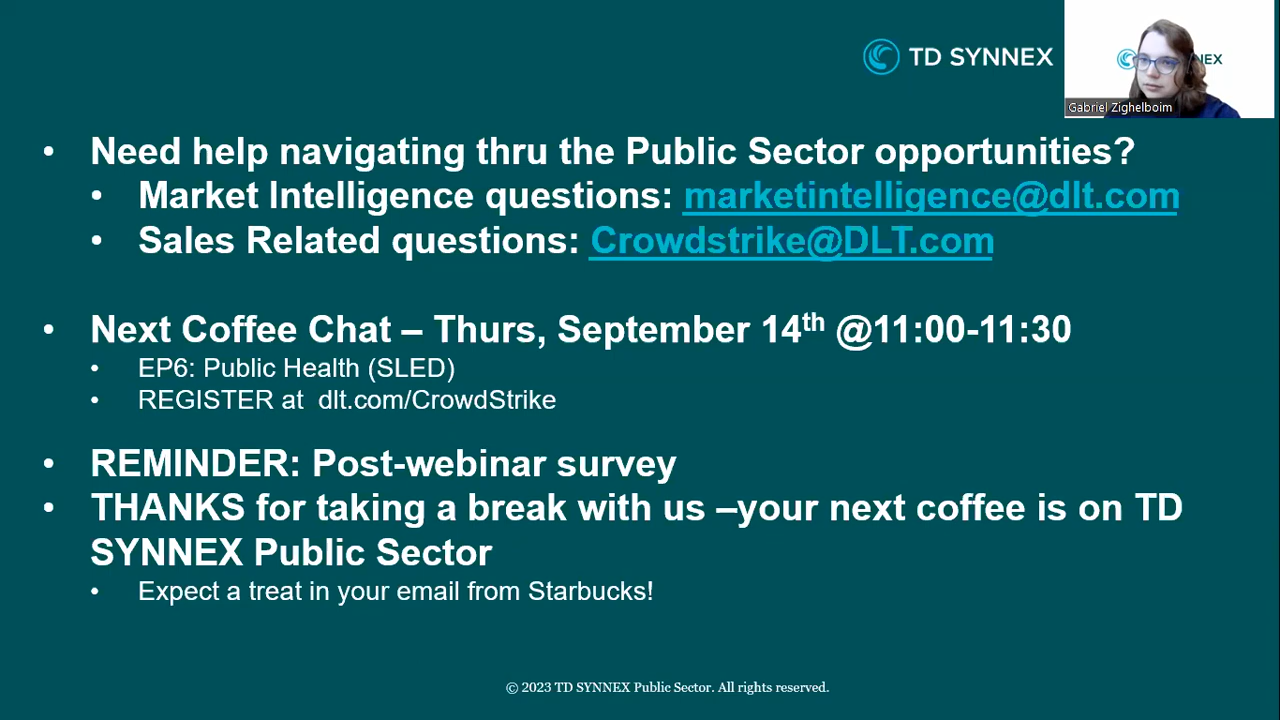 TD SYNNEX
NEX
Gabriel Zighelboim
• Need help navigating thru the Public Sector opportunities?
• Market Intelligence questions: marketintelligence@dlt.com
• Sales Related questions: Crowdstrike@DLT.com
• Next Coffee Chat – Thurs, September 14th @11:00-11:30
• EP6: Public Health (SLED)
• REGISTER at dlt.com/CrowdStrike
• REMINDER: Post-webinar survey
• THANKS for taking a break with us –your next coffee is on TD
SYNNEX Public Sector
• Expect a treat in your email from Starbucks!
© 2023 TD SYNNEX Public Sector. All rights reserved.